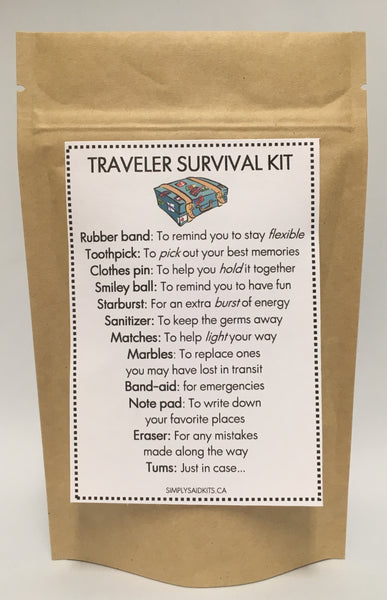 TRAVELER SURVIVAL KIT
Rubber band: To remind you to stay flexible
Toothpick: To pick out your best memories
Clothes pin: To help you hold it together
Smiley ball: To remind you to have fun
Starburst: For an extra burst of energy
Sanitizer: To keep the germs away
Matches: To help light your way
Marbles: To replace ones
you may have lost in transit
Band-aid: for emergencies
Note pad: To write down
your favorite places
Eraser: For any mistakes
made along the way
Tums: Just in case...
SIMPLYSAIDKITS.CA